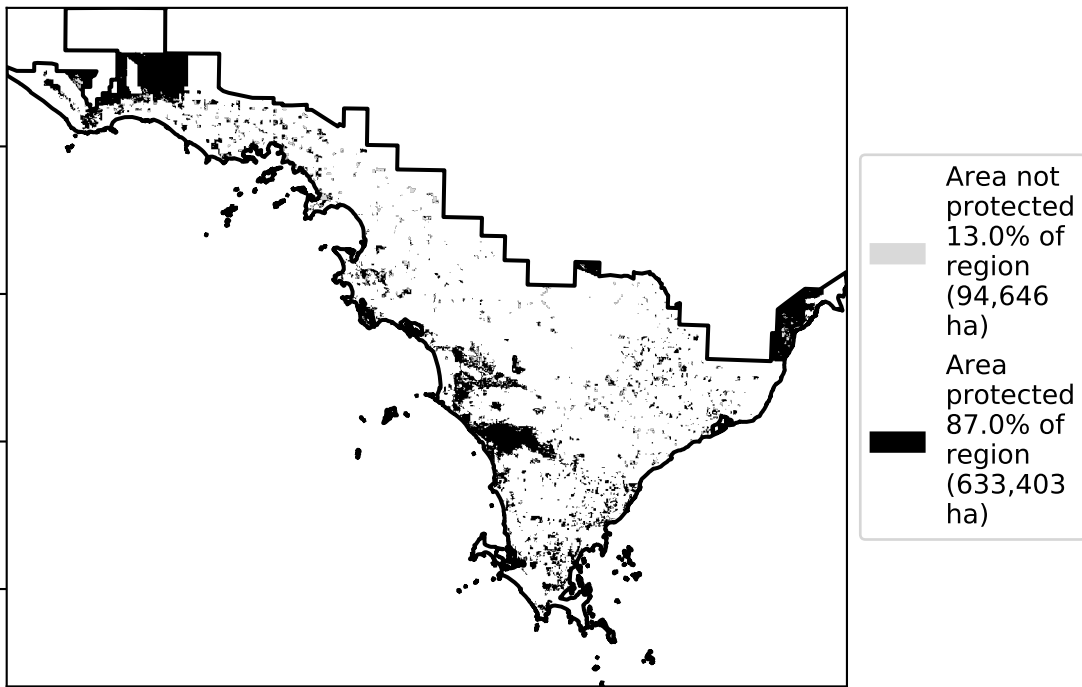 Area not
protected
13.0% of
region
(94,646
ha)
Area
protected
87.0% of
region
(633,403
ha)